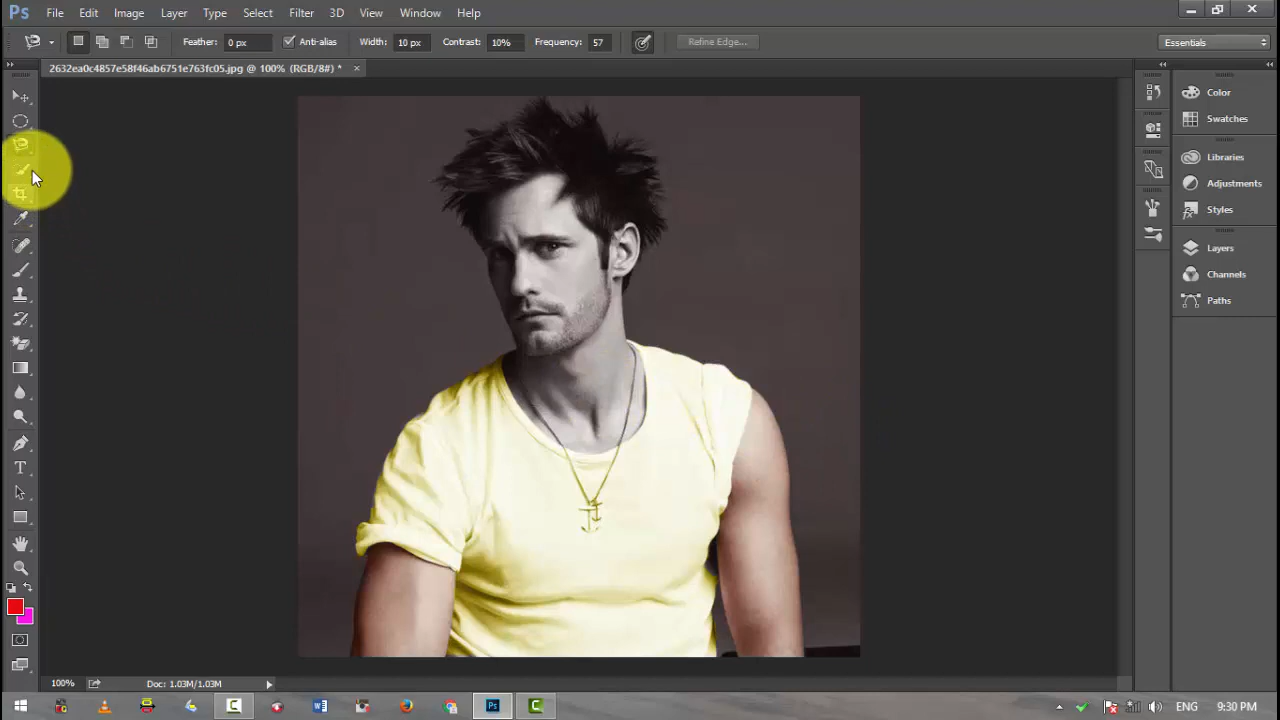 Ps File Edit Image Layer Type Select Filter 3D View Window Help
Feather: 0 px Anti-alias Width: 10 px Contrast: 10% Frequency: 57 Refine Edge... Essentials
2632ea0c4857e58f46ab6751e763fc05.jpg @ 100% (RGB/8#) * ×
Color
Swatches
Libraries
Adjustments
Styles
Layers
Channels
Paths
T
100% Doc: 1.03M/1.03M
Ps ENG 9:30 PM